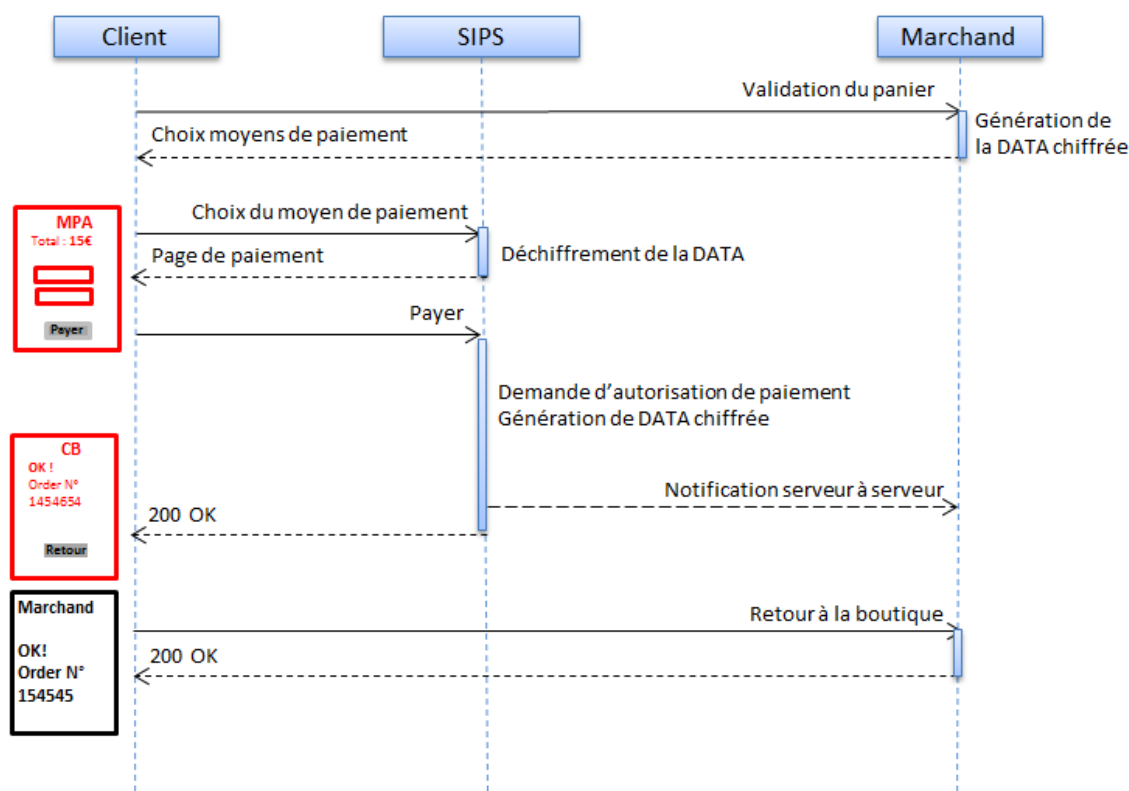 Client
SIPS
Marchand
Validation du panier
Génération de
la DATA chiffrée
Choix moyens de paiement
MPA
Total : 15€
Payer
Choix du moyen de paiement
Déchiffrement de la DATA
Page de paiement
Payer
Demande d'autorisation de paiement
Génération de DATA chiffrée
CB
OK !
Order N°
1454654
Retour
Notification serveur à serveur
200 OK
Marchand
OK!
Order N°
154545
Retour à la boutique
200 OK